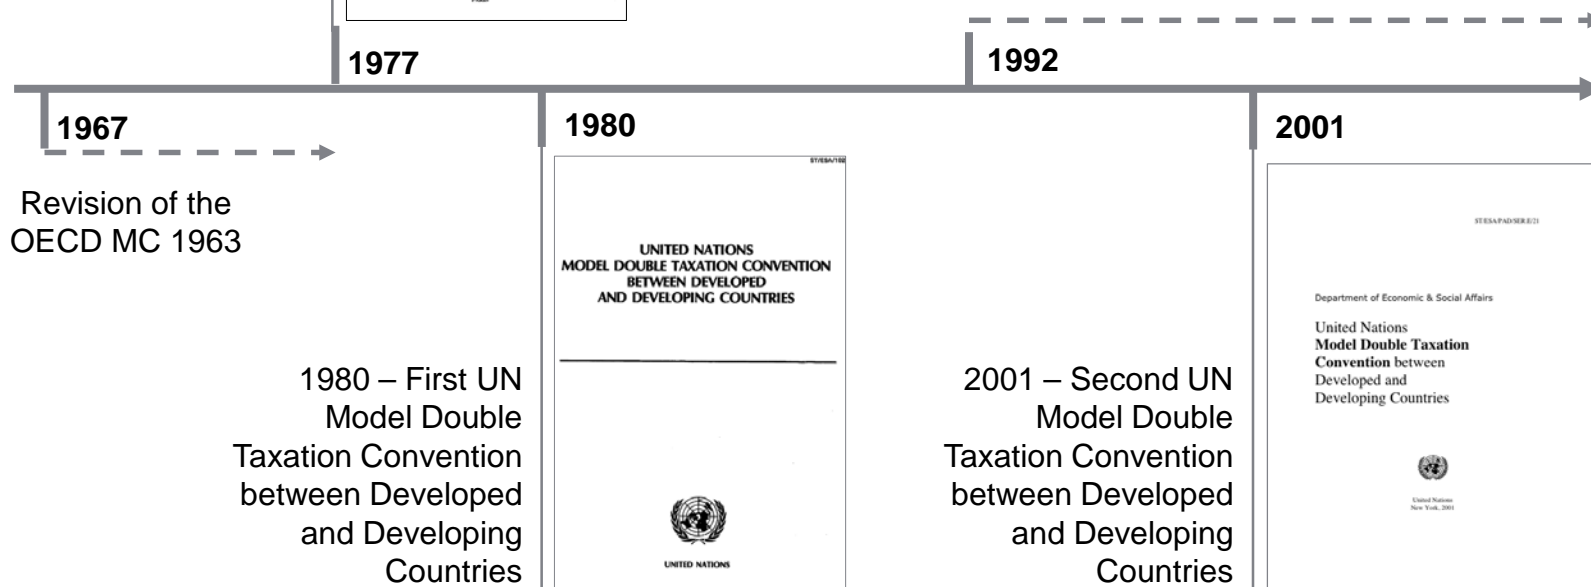 1977
1992
1967
1980
2001
Revision of the
OECD MC 1963
ST/ESA/102
UNITED NATIONS
MODEL DOUBLE TAXATION CONVENTION
BETWEEN DEVELOPED
AND DEVELOPING COUNTRIES
UNITED NATIONS
1980 – First UN
Model Double
Taxation Convention
between Developed
and Developing
Countries
2001 – Second UN
Model Double
Taxation Convention
between Developed
and Developing
Countries
ST/ESA/PAD/SER.E/21
Department of Economic & Social Affairs
United Nations
Model Double Taxation
Convention between
Developed and
Developing Countries
United Nations
New York, 2001